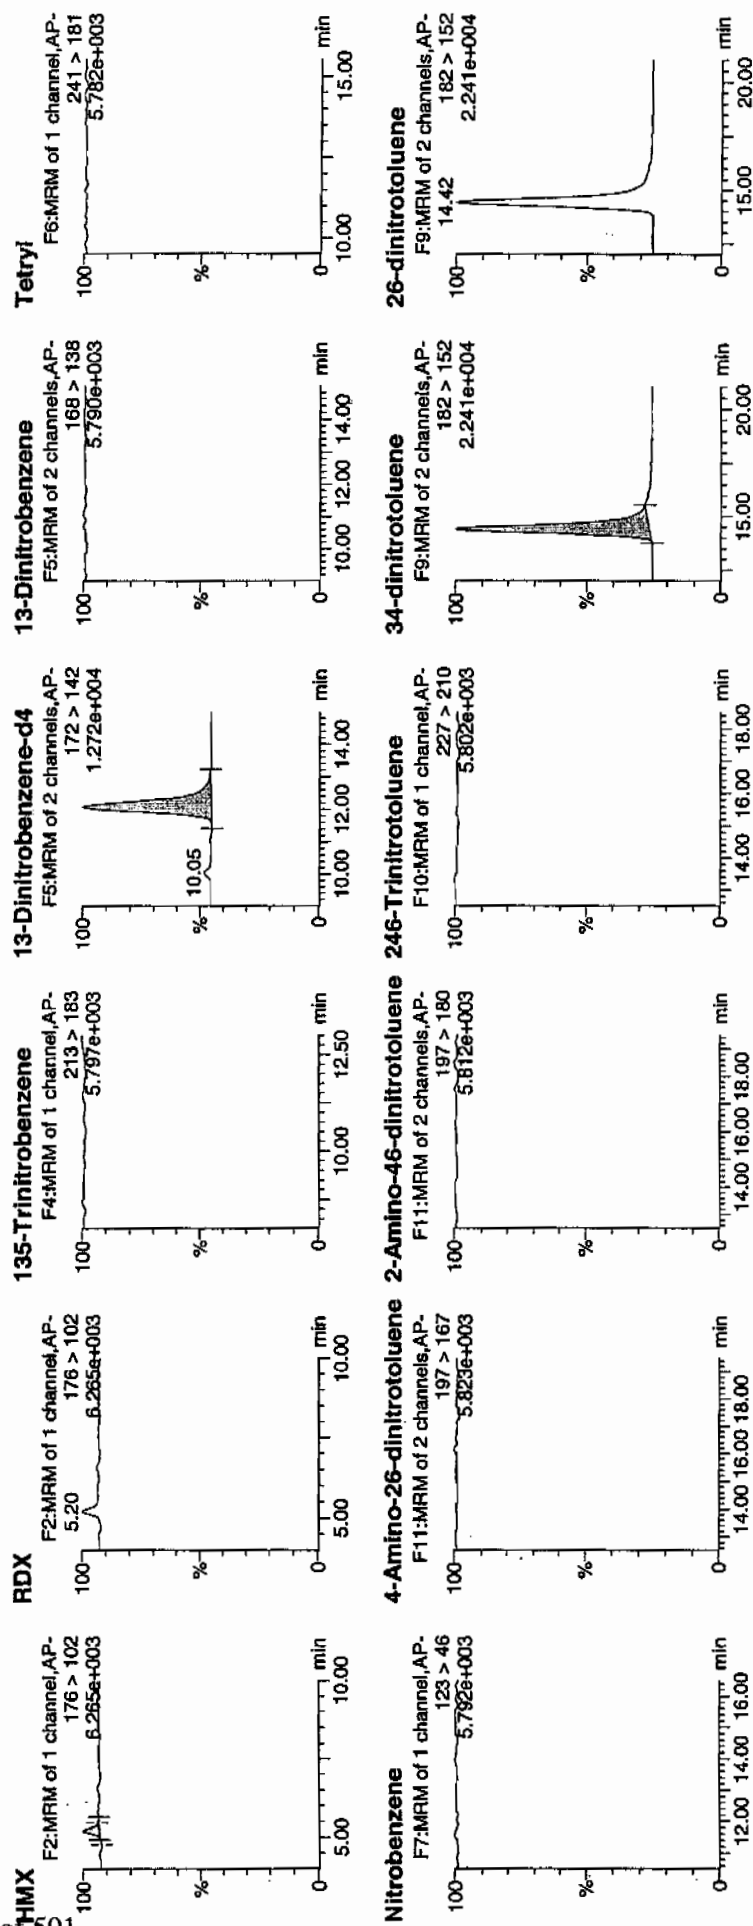 HMX
F2:MRM of 1 channel,AP-
176 > 102
6.265e+003
100
%
0
5.00
10.00
min
RDX
F2:MRM of 1 channel,AP-
176 > 102
6.265e+003
5.20
100
%
0
5.00
10.00
min
135-Trinitrobenzene
F4:MRM of 1 channel,AP-
213 > 183
5.797e+003
100
%
0
10.00
12.50
min
13-Dinitrobenzene-d4
F5:MRM of 2 channels,AP-
172 > 142
1.272e+004
10.05
100
%
0
10.00
12.00
14.00
min
13-Dinitrobenzene
F5:MRM of 2 channels,AP-
168 > 138
5.790e+003
100
%
0
10.00
12.00
14.00
min
Tetryl
F6:MRM of 1 channel,AP-
241 > 181
5.782e+003
100
%
0
10.00
15.00
min
Nitrobenzene
F7:MRM of 1 channel,AP-
123 > 46
5.792e+003
100
%
0
12.00
14.00
16.00
min
4-Amino-26-dinitrotoluene
F11:MRM of 2 channels,AP-
197 > 167
5.823e+003
100
%
0
14.00
16.00
18.00
min
2-Amino-46-dinitrotoluene
F11:MRM of 2 channels,AP-
197 > 180
5.812e+003
100
%
0
14.00
16.00
18.00
min
246-Trinitrotoluene
F10:MRM of 1 channel,AP-
227 > 210
5.802e+003
100
%
0
14.00
16.00
18.00
min
34-dinitrotoluene
F9:MRM of 2 channels,AP-
182 > 152
2.241e+004
100
%
0
15.00
20.00
min
26-dinitrotoluene
F9:MRM of 2 channels,AP-
182 > 152
2.241e+004
14.42
100
%
0
15.00
20.00
min